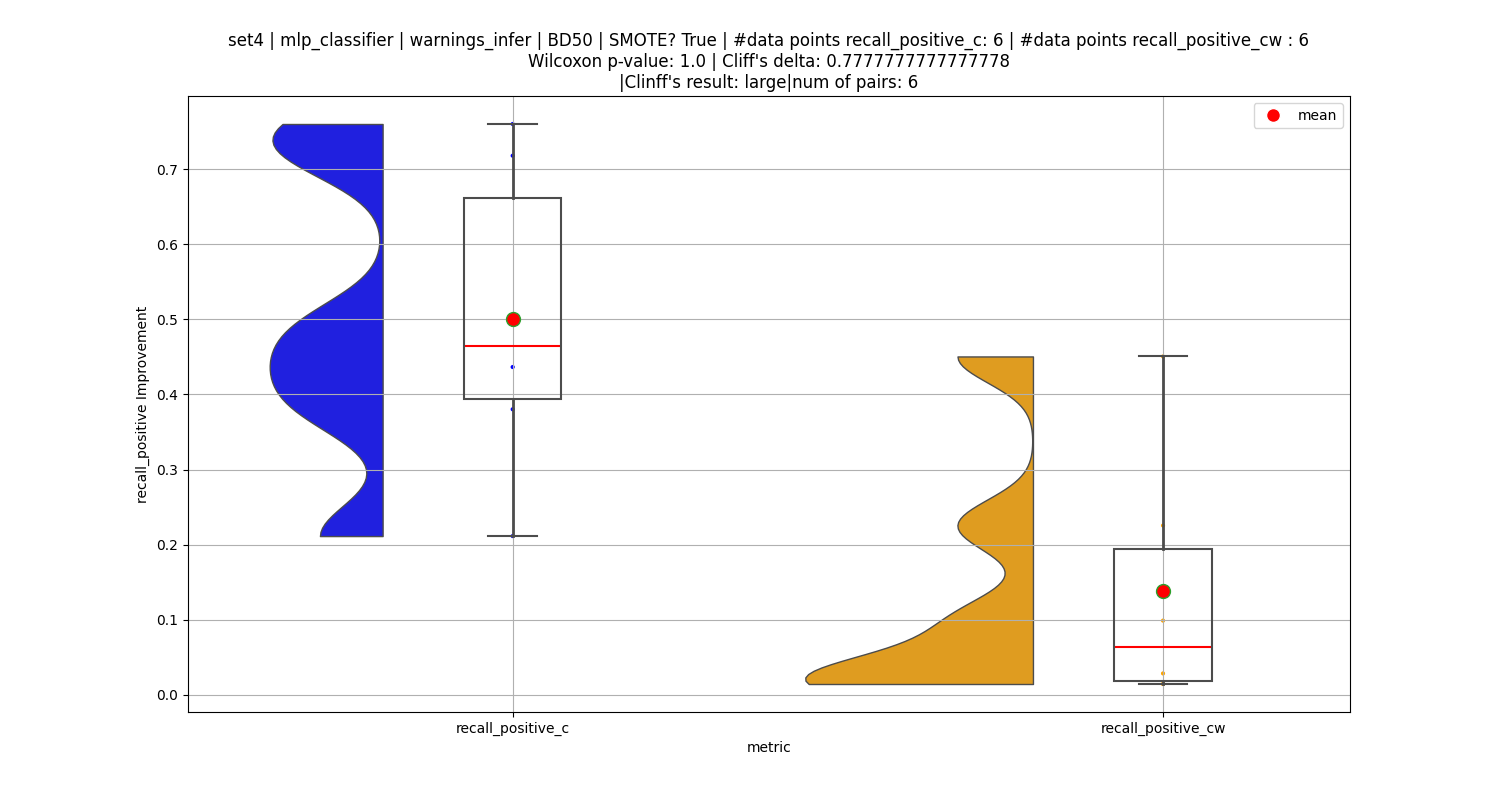 set4 | mlp_classifier | warnings_infer | BD50 | SMOTE? True | #data points recall_positive_c: 6 | #data points recall_positive_cw : 6
Wilcoxon p-value: 1.0 | Cliff's delta: 0.7777777777777778
|Clinff's result: large|num of pairs: 6
mean
0.7
0.6
0.5
0.4
0.3
0.2
0.1
0.0
recall_positive Improvement
recall_positive_c
recall_positive_cw
metric